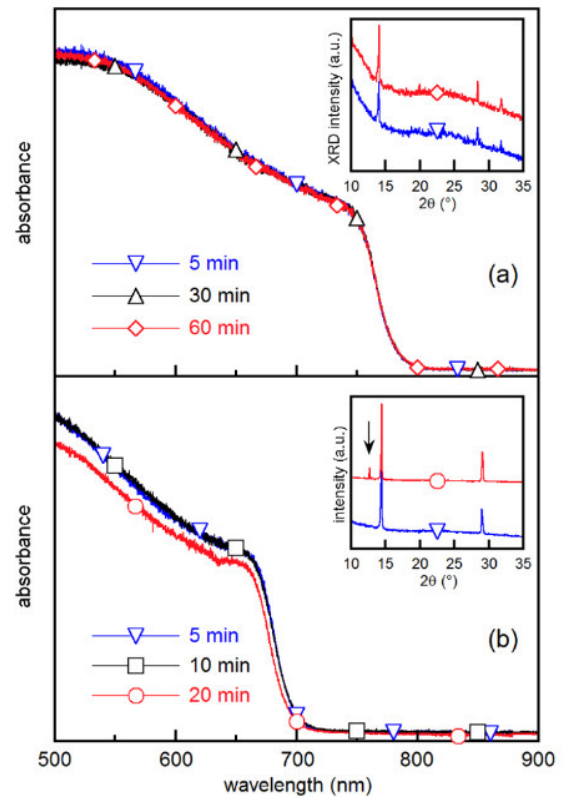 absorbance
5 min
30 min
60 min
(a)
XRD intensity (a.u.)
10 15 20 25 30 35
2θ (°)
absorbance
5 min
10 min
20 min
(b)
intensity (a.u.)
10 15 20 25 30 35
2θ (°)
500 600 700 800 900
wavelength (nm)